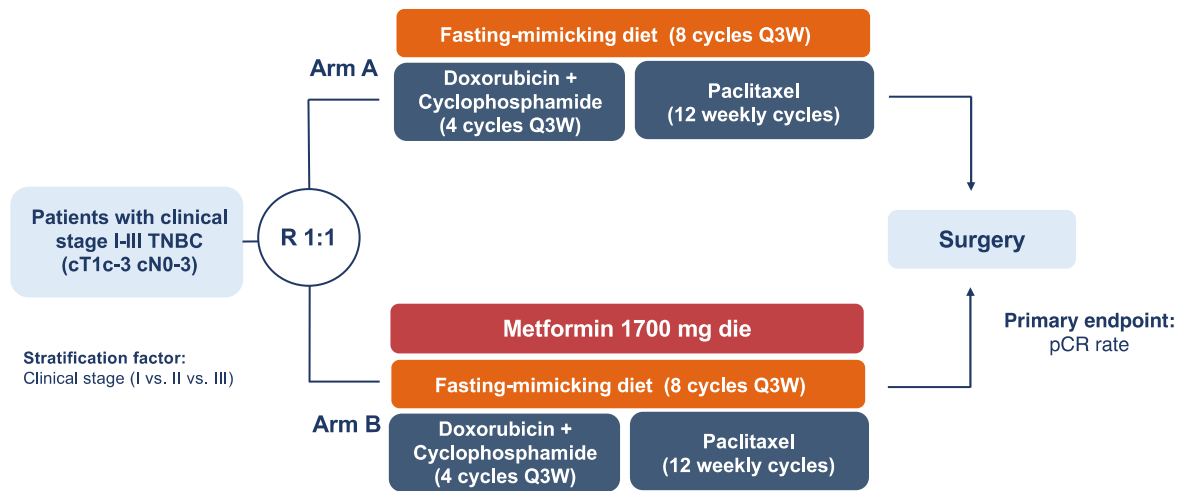 Fasting-mimicking diet (8 cycles Q3W)
Arm A
Doxorubicin +
Cyclophosphamide
(4 cycles Q3W)
Paclitaxel
(12 weekly cycles)
Patients with clinical
stage I-III TNBC
(cT1c-3 cN0-3)
R 1:1
Surgery
Metformin 1700 mg die
Primary endpoint:
pCR rate
Stratification factor:
Clinical stage (I vs. II vs. III)
Fasting-mimicking diet (8 cycles Q3W)
Arm B
Doxorubicin +
Cyclophosphamide
(4 cycles Q3W)
Paclitaxel
(12 weekly cycles)